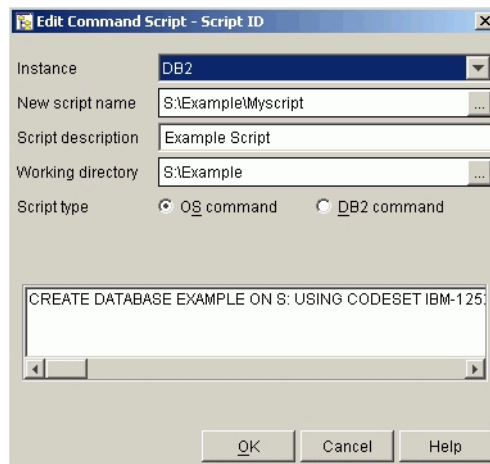 Edit Command Script - Script ID
Instance DB2
New script name S:\Example\Myscript ...
Script description Example Script
Working directory S:\Example ...
Script type OS command DB2 command
CREATE DATABASE EXAMPLE ON S: USING CODESET IBM-125
OK Cancel Help